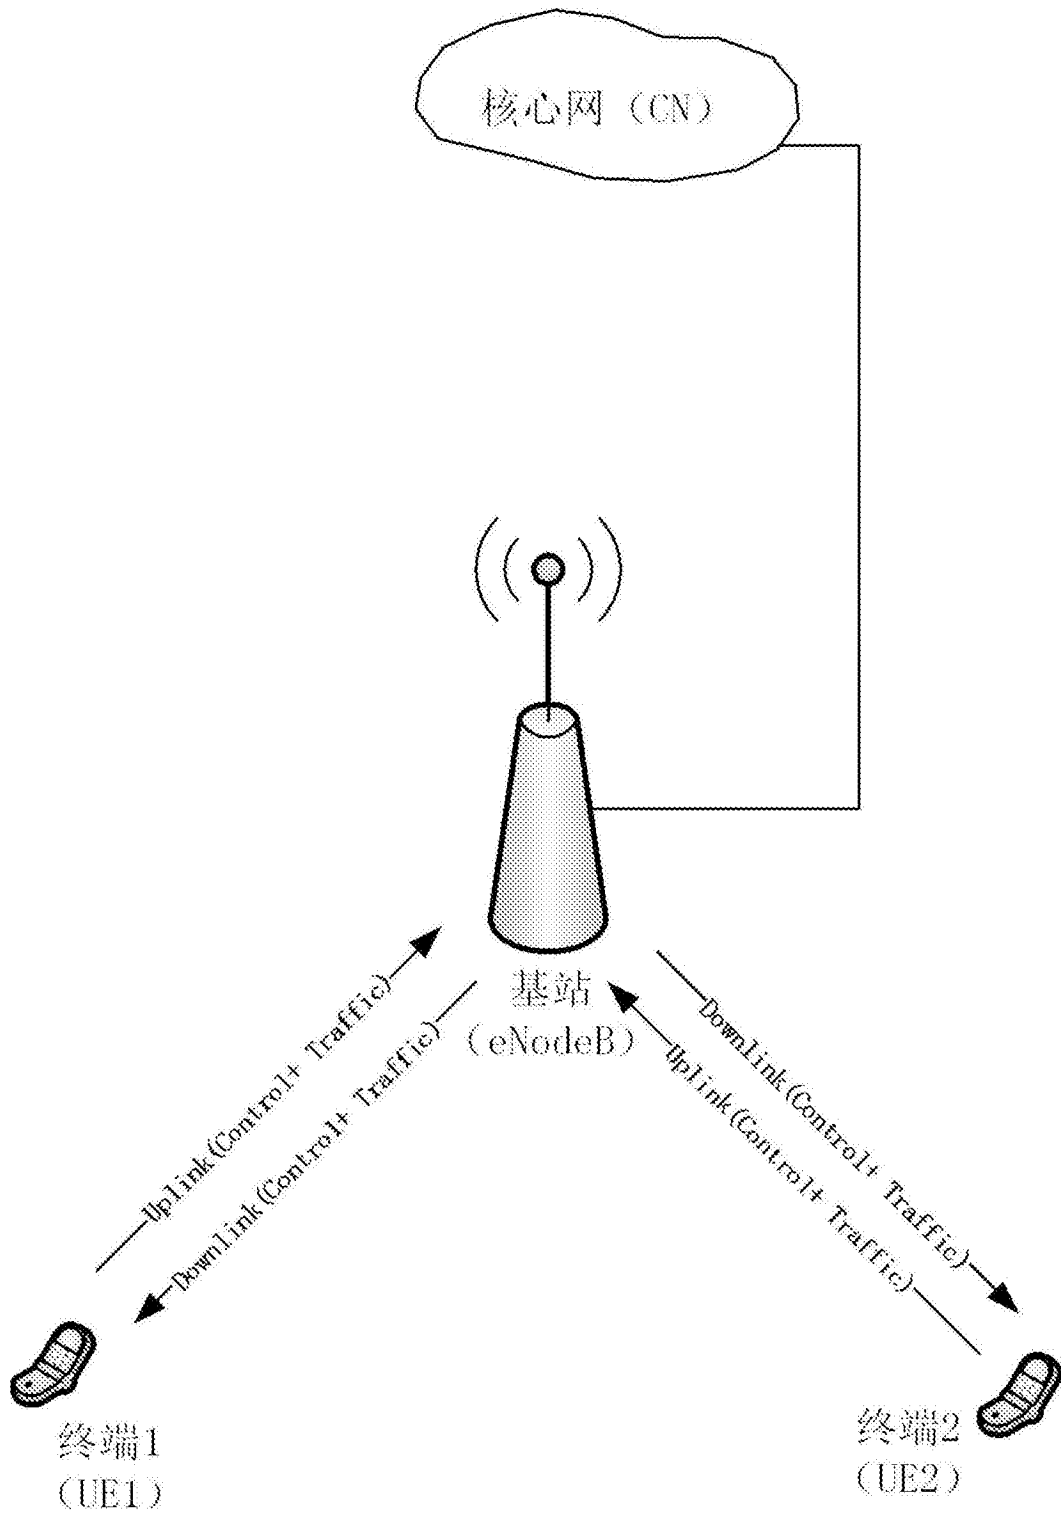 核心网（CN）
基站
（eNodeB）
Uplink(Control+ Traffic)
Downlink(Control+ Traffic)
Downlink(Control+ Traffic)
Uplink(Control+ Traffic)
终端1
（UE1）
终端2
（UE2）